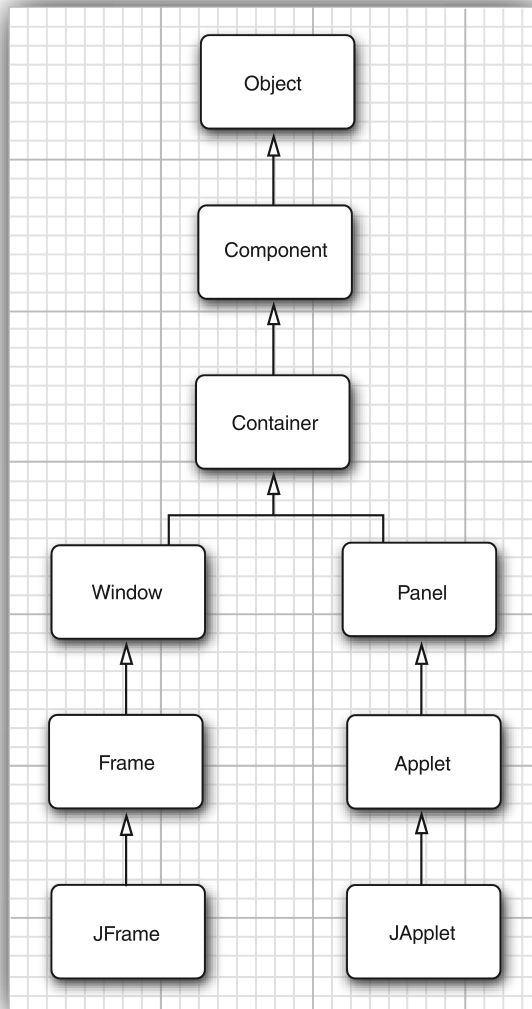 Object
Component
Container
Window
Panel
Frame
Applet
JFrame
JApplet